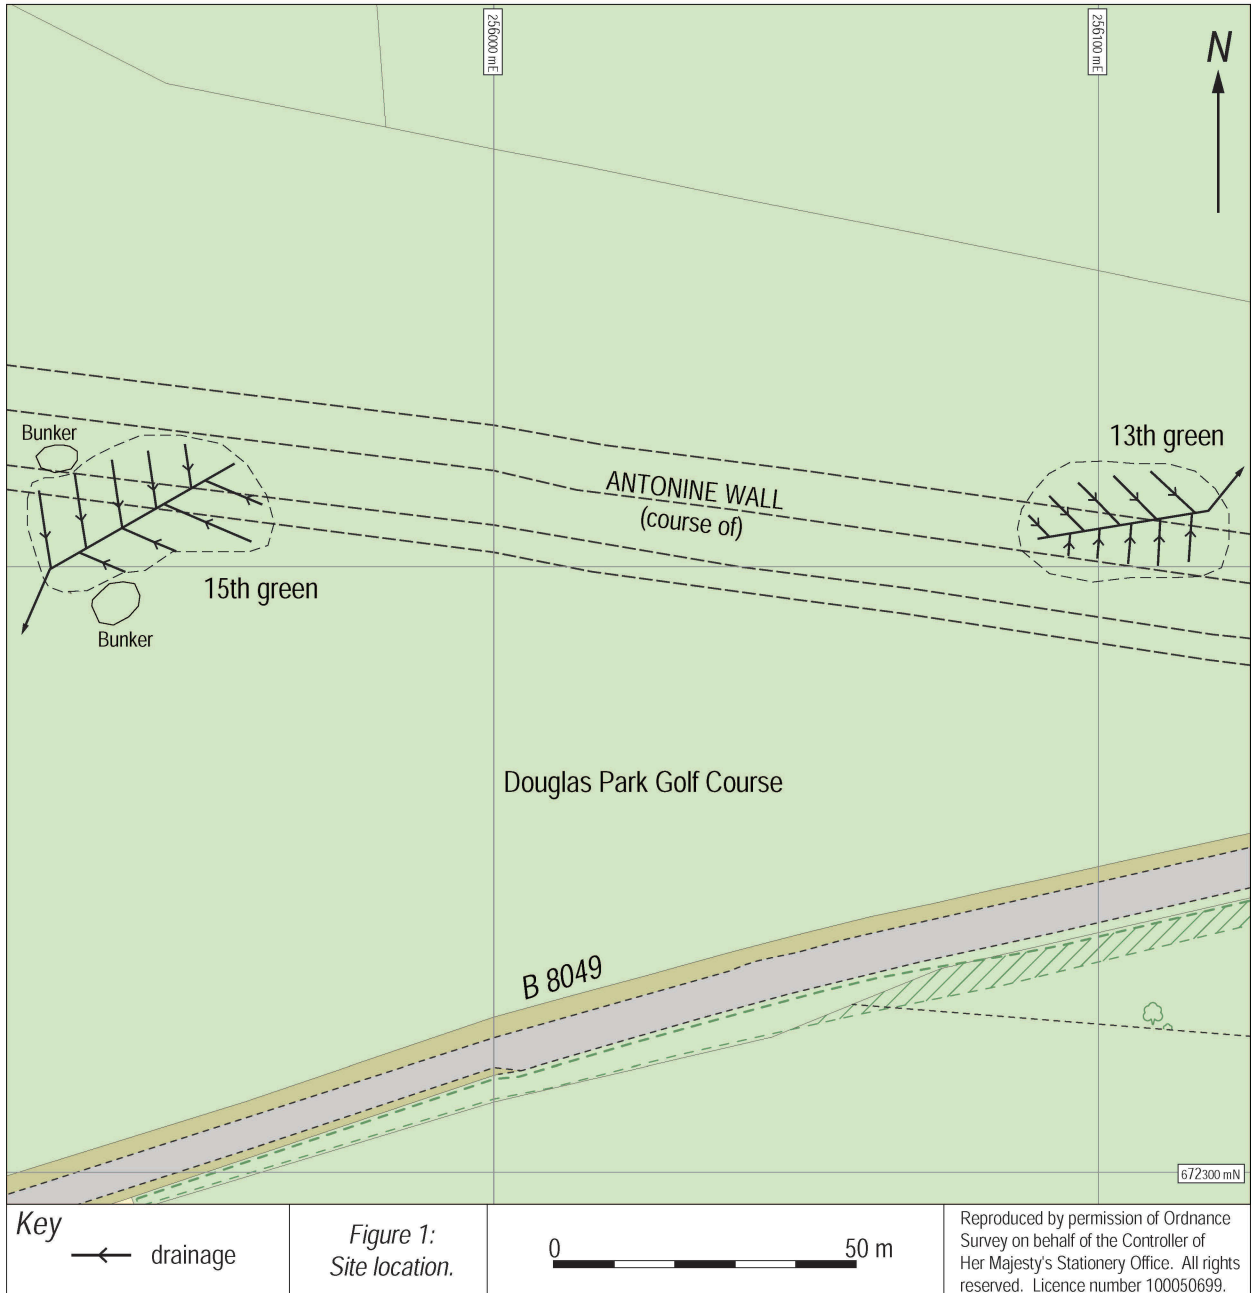 256000 mE
256100 mE
N
Bunker
13th green
ANTONINE WALL
(course of)
15th green
Bunker
Douglas Park Golf Course
B 8049
672300 mN
Key
drainage
Figure 1:
Site location.
0 50 m
Reproduced by permission of Ordnance
Survey on behalf of the Controller of
Her Majesty's Stationery Office. All rights
reserved. Licence number 100050699.